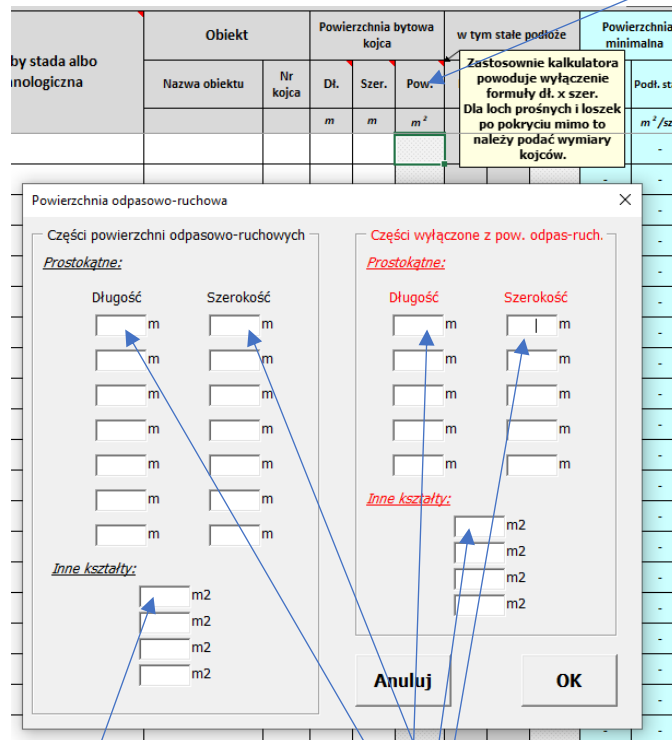 Obiekt
Powierzchnia bytowa
kojca
w tym stałe podłoże
Powierzchnia
minimalna
by stada albo
nologiczna
Nazwa obiektu
Nr
kojca
Dł.
Szer.
Pow.
Podł. st
m
m
m²
m²/sz
Zastosownie kalkulatora
powoduje wyłączenie
formuły dł. x szer.
Dla loch prośnych i loszek
po pokryciu mimo to
należy podać wymiary
kojców.
-
- -
Powierzchnia odpasowo-ruchowa
Części powierzchni odpasowo-ruchowych
Prostokątne:
Długość Szerokość
m m
m m
m m
m m
m m
m m
m m
Inne kształty:
m2
m2
m2
m2
Części wyłączone z pow. odpas-ruch.
Prostokątne:
Długość Szerokość
m m
m m
m m
m m
m m
Inne kształty:
m2
m2
m2
m2
Anuluj
OK